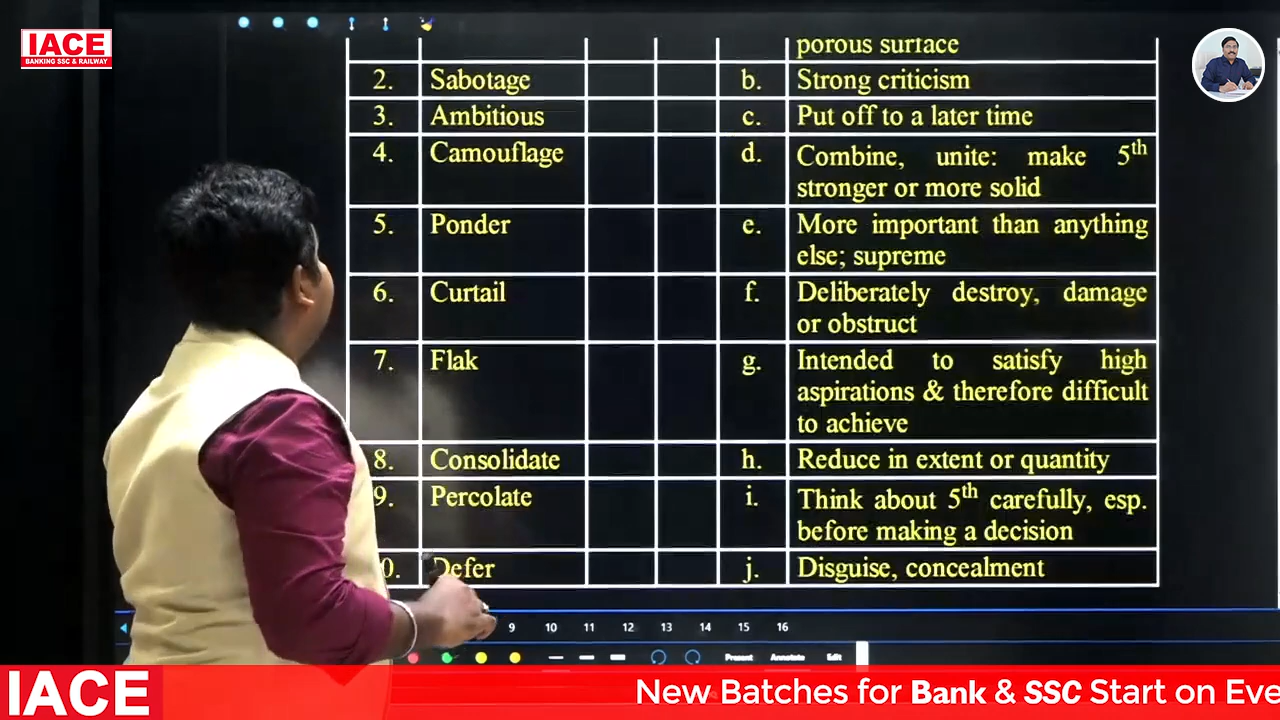 IACE
BANKING SSC & RAILWAY
porous surface
2. Sabotage b. Strong criticism
3. Ambitious c. Put off to a later time
4. Camouflage d. Combine, unite: make 5th
stronger or more solid
5. Ponder e. More important than anything
else; supreme
6. Curtail f. Deliberately destroy, damage
or obstruct
7. Flak g. Intended to satisfy high
aspirations & therefore difficult
to achieve
8. Consolidate h. Reduce in extent or quantity
9. Percolate i. Think about 5th carefully, esp.
before making a decision
0. Defer j. Disguise, concealment
9 10 11 12 13 14 15 16
Present Annotate Edit
IACE New Batches for Bank & SSC Start on Eve